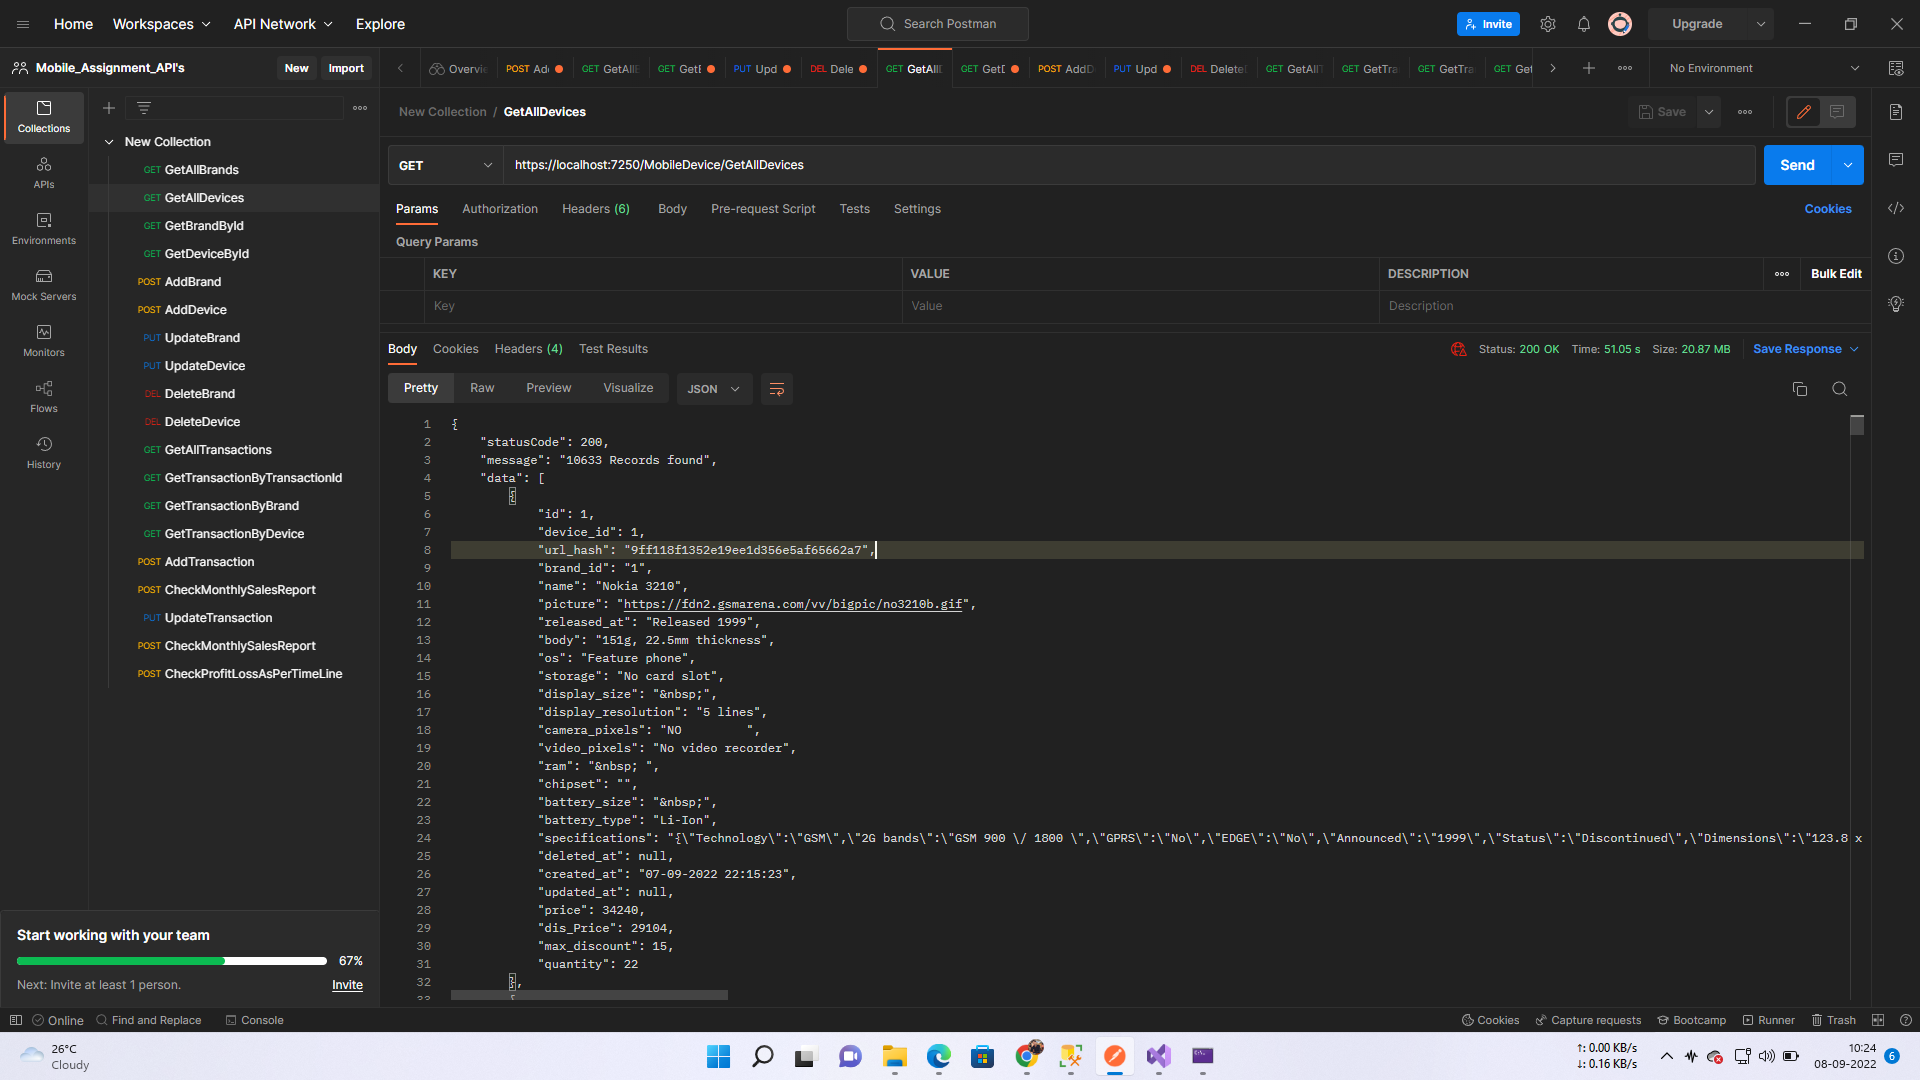 Home Workspaces API Network Explore
Search Postman
Invite
Upgrade
Mobile_Assignment_API's
New Import
Overvie
POST Ad
GET GetAllE
GET GetE
PUT Upd
DEL Dele
GET GetAll
GET Get
POST AddD
PUT Upd
DEL Delete
GET GetAllT
GET GetTra
GET GetTra
GET Get
No Environment
Collections
APIs
Environments
Mock Servers
Monitors
Flows
History
New Collection
GET GetAllBrands
GET GetAllDevices
GET GetBrandById
GET GetDeviceById
POST AddBrand
POST AddDevice
PUT UpdateBrand
PUT UpdateDevice
DEL DeleteBrand
DEL DeleteDevice
GET GetAllTransactions
GET GetTransactionByTransactionId
GET GetTransactionByBrand
GET GetTransactionByDevice
POST AddTransaction
POST CheckMonthlySalesReport
PUT UpdateTransaction
POST CheckMonthlySalesReport
POST CheckProfitLossAsPerTimeLine
Start working with your team
67%
Next: Invite at least 1 person. Invite
New Collection / GetAllDevices
Save
GET https://localhost:7250/MobileDevice/GetAllDevices
Send
Params Authorization Headers (6) Body Pre-request Script Tests Settings Cookies
Query Params
KEY VALUE DESCRIPTION Bulk Edit
Key Value Description
Body Cookies Headers (4) Test Results
Status: 200 OK Time: 51.05 s Size: 20.87 MB Save Response
Pretty Raw Preview Visualize JSON
1 {
2 "statusCode": 200,
3 "message": "10633 Records found",
4 "data": [
5 {
6 "id": 1,
7 "device_id": 1,
8 "url_hash": "9ff118f1352e19ee1d356e5af65662a7",
9 "brand_id": "1",
10 "name": "Nokia 3210",
11 "picture": "https://fdn2.gsmarena.com/vv/bigpic/no3210b.gif",
12 "released_at": "Released 1999",
13 "body": "151g, 22.5mm thickness",
14 "os": "Feature phone",
15 "storage": "No card slot",
16 "display_size": "&nbsp;",
17 "display_resolution": "5 lines",
18 "camera_pixels": "NO         ",
19 "video_pixels": "No video recorder",
20 "ram": "&nbsp; ",
21 "chipset": "",
22 "battery_size": "&nbsp;",
23 "battery_type": "Li-Ion",
24 "specifications": "{\"Technology\":\"GSM\",\"2G bands\":\"GSM 900 \/ 1800 \",\"GPRS\":\"No\",\"EDGE\":\"No\",\"Announced\":\"1999\",\"Status\":\"Discontinued\",\"Dimensions\":\"123.8 x
25 "deleted_at": null,
26 "created_at": "07-09-2022 22:15:23",
27 "updated_at": null,
28 "price": 34240,
29 "dis_Price": 29104,
30 "max_discount": 15,
31 "quantity": 22
32 },
33 {
Online Find and Replace Console
Cookies Capture requests Bootcamp Runner Trash
26°C
Cloudy
↑: 0.00 KB/s
↓: 0.16 KB/s
10:24
08-09-2022
6